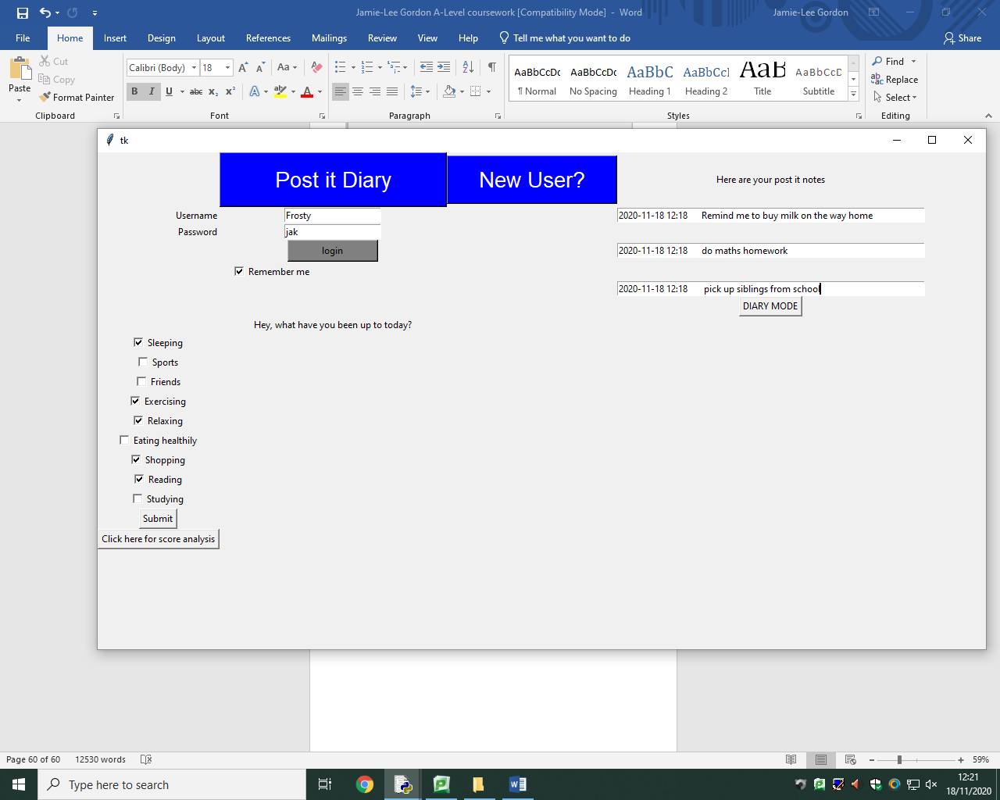 Jamie-Lee Gordon A-Level coursework [Compatibility Mode] - Word
Jamie-Lee Gordon
File Home Insert Design Layout References Mailings Review View Help Tell me what you want to do Share
Paste
Cut
Copy
Format Painter
Clipboard
Calibri (Body) 18
Font
Paragraph
AaBbCcDc AaBbCcDc AaBbC AaBbCcI AaB AaBbCcD
¶ Normal No Spacing Heading 1 Heading 2 Title Subtitle
Styles
Find
Replace
Select
Editing
tk
Post it Diary
New User?
Here are your post it notes
Username Frosty
Password jak
login
Remember me
2020-11-18 12:18 Remind me to buy milk on the way home
2020-11-18 12:18 do maths homework
2020-11-18 12:18 pick up siblings from school
DIARY MODE
Hey, what have you been up to today?
Sleeping
Sports
Friends
Exercising
Relaxing
Eating healthily
Shopping
Reading
Studying
Submit
Click here for score analysis
Page 60 of 60 12530 words
59%
Type here to search
12:21
18/11/2020